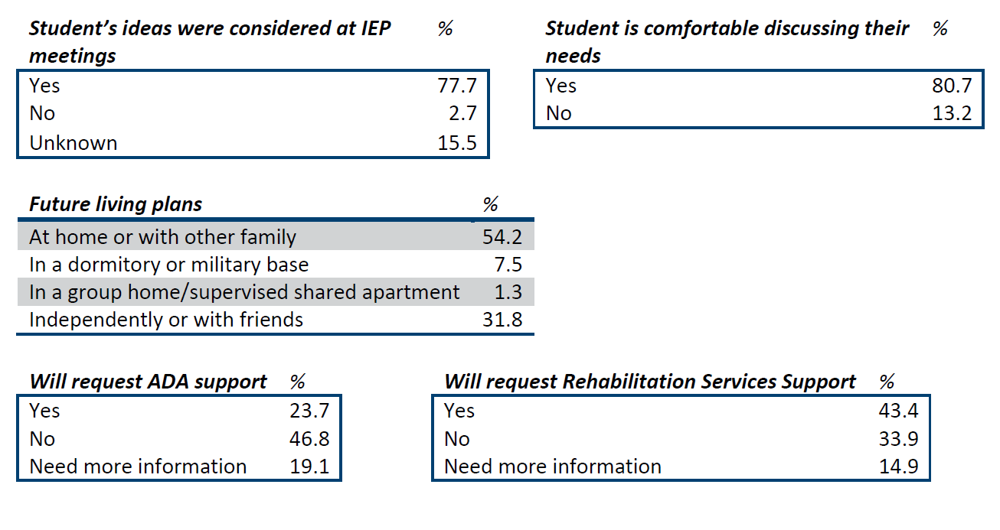 Student's ideas were considered at IEP %
meetings
Yes 77.7
No 2.7
Unknown 15.5
Student is comfortable discussing their %
needs
Yes 80.7
No 13.2
Future living plans %
At home or with other family 54.2
In a dormitory or military base 7.5
In a group home/supervised shared apartment 1.3
Independently or with friends 31.8
Will request ADA support %
Yes 23.7
No 46.8
Need more information 19.1
Will request Rehabilitation Services Support %
Yes 43.4
No 33.9
Need more information 14.9